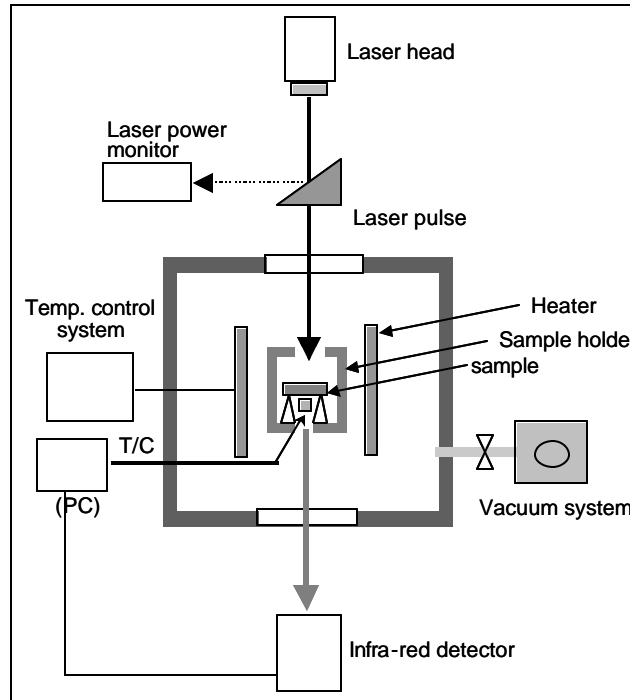 Laser head
Laser power
monitor
Laser pulse
Temp. control
system
Heater
Sample holde
sample
T/C
(PC)
Vacuum system
Infra-red detector